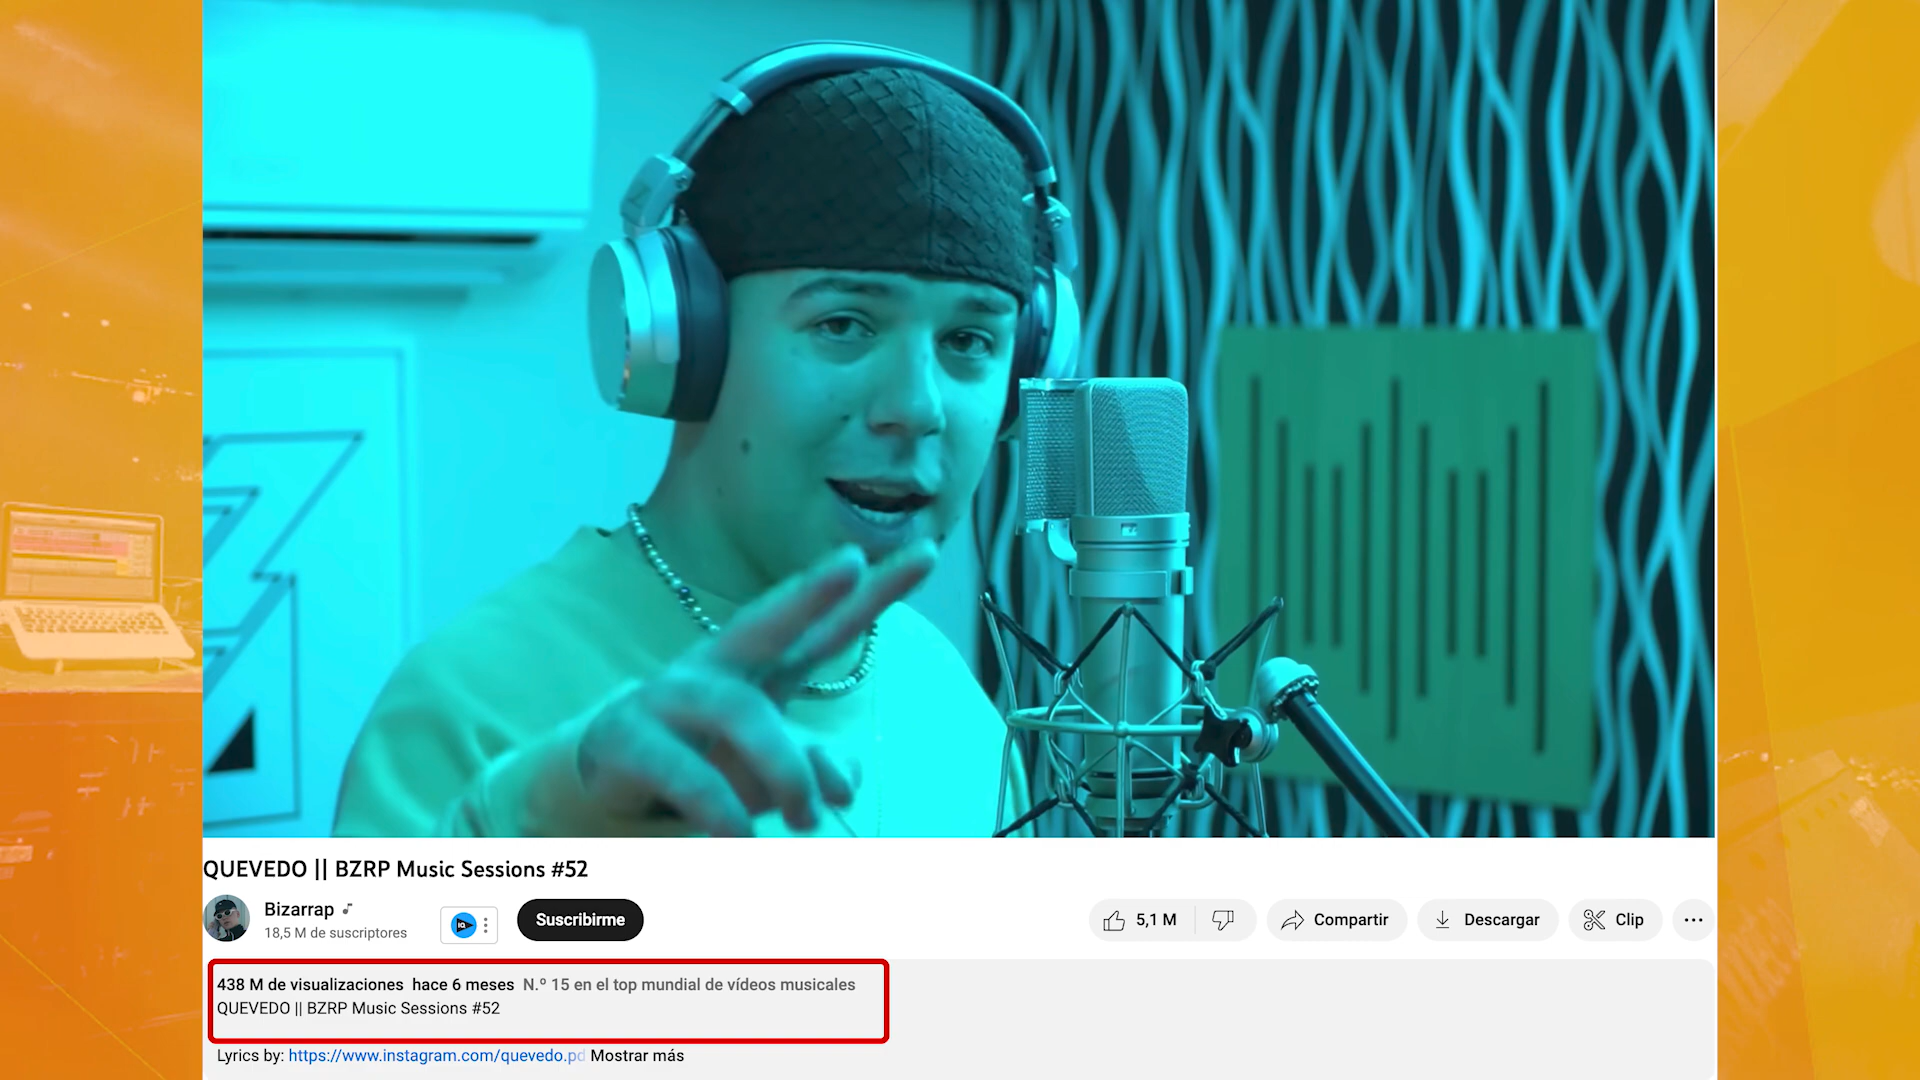 QUEVEDO || BZRP Music Sessions #52
Bizarrap
18,5 M de suscriptores
Suscribirme
5,1 M
Compartir
Descargar
Clip
438 M de visualizaciones hace 6 meses N.º 15 en el top mundial de vídeos musicales
QUEVEDO || BZRP Music Sessions #52
Lyrics by: https://www.instagram.com/quevedo.pd Mostrar más